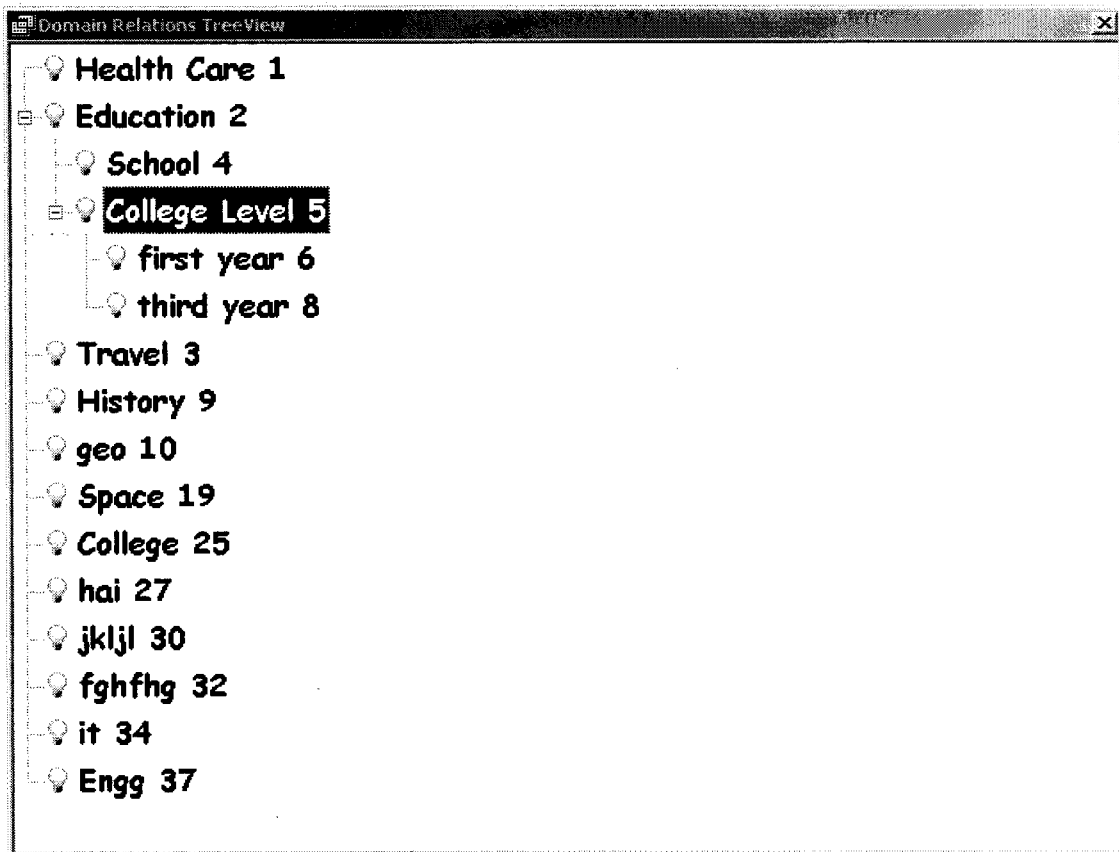 Domain Relations TreeView
Health Care 1
Education 2
School 4
College Level 5
first year 6
third year 8
Travel 3
History 9
geo 10
Space 19
College 25
hai 27
jkljl 30
fghfhg 32
it 34
Engg 37